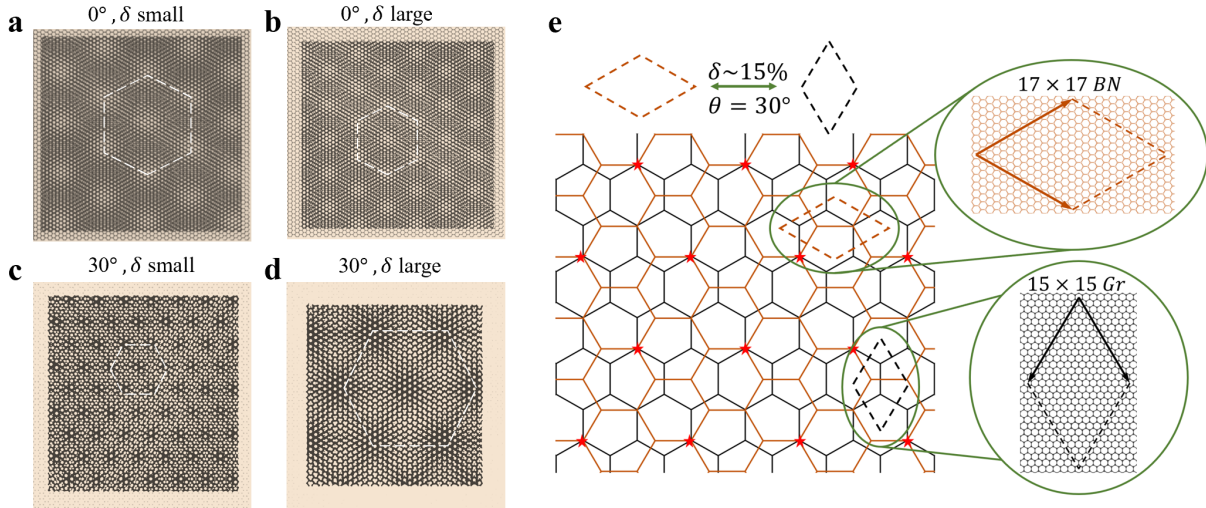 a
0° , δ small
b
0° , δ large
c
30° , δ small
d
30° , δ large
e
δ~15%
θ = 30°
17 × 17 BN
15 × 15 Gr